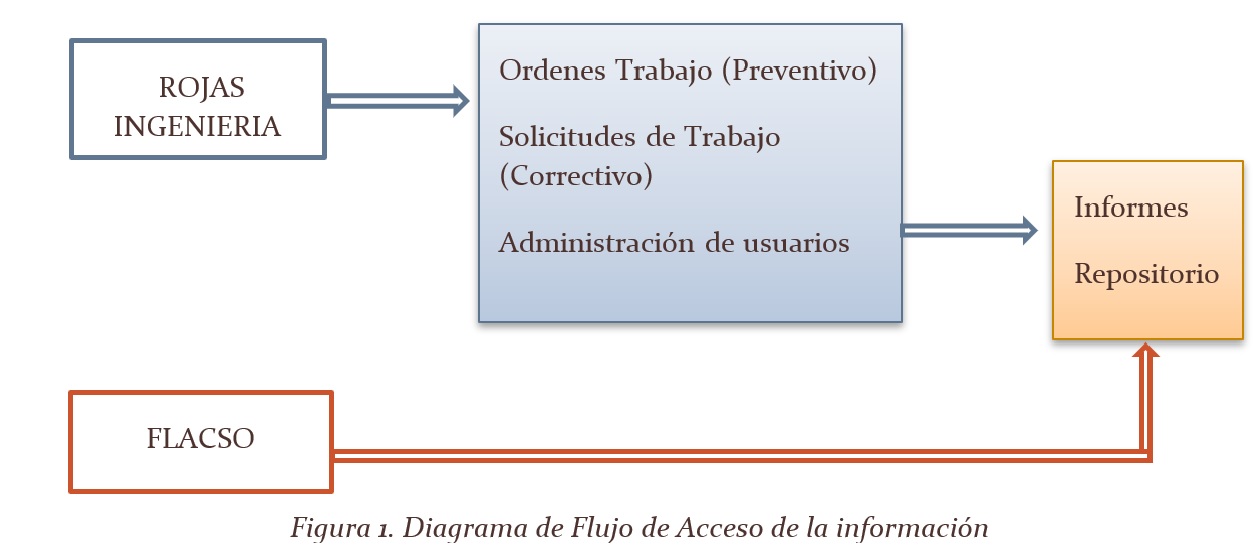 ROJAS
INGENIERIA
Ordenes Trabajo (Preventivo)
Solicitudes de Trabajo
(Correctivo)
Administración de usuarios
Informes
Repositorio
FLACSO
Figura 1. Diagrama de Flujo de Acceso de la información